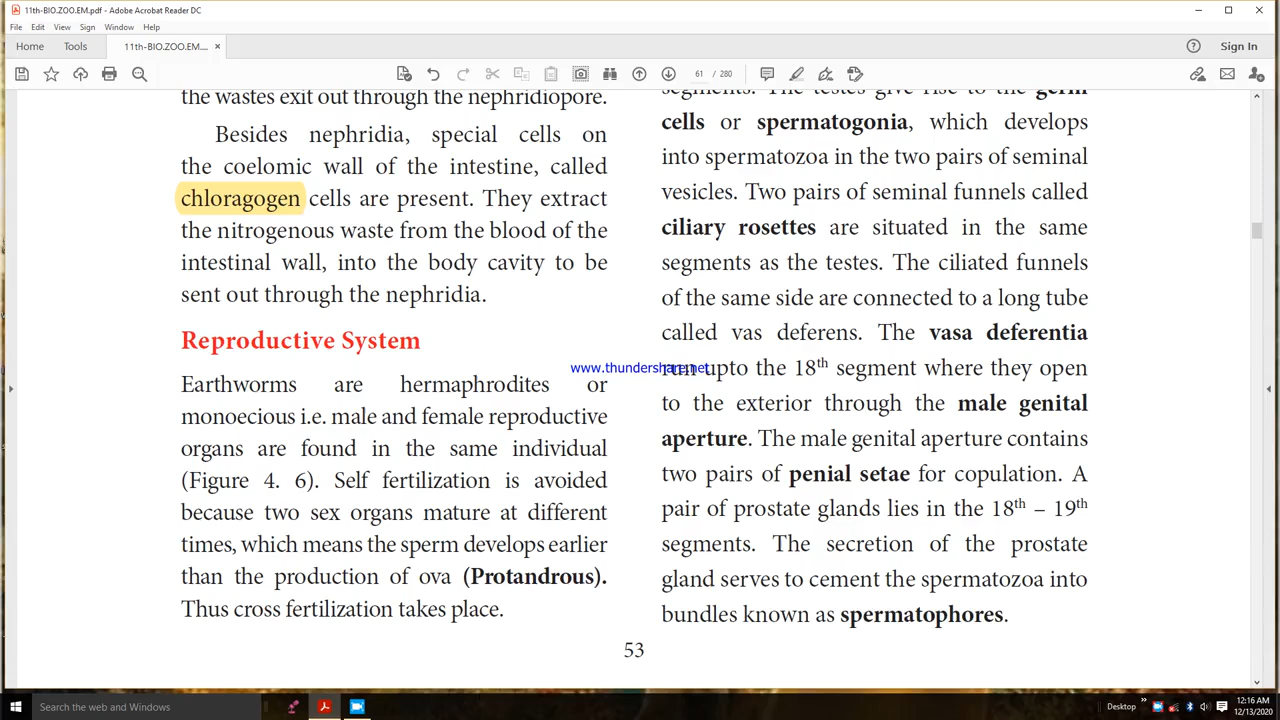 11th-BIO.ZOO.EM.pdf - Adobe Acrobat Reader DC
File Edit View Sign Window Help
Home Tools 11th-BIO.ZOO.EM.... × Sign In
61 / 280
the wastes exit out through the nephridiopore.
Besides nephridia, special cells on
the coelomic wall of the intestine, called
chloragogen cells are present. They extract
the nitrogenous waste from the blood of the
intestinal wall, into the body cavity to be
sent out through the nephridia.
Reproductive System
Earthworms are hermaphrodites or
monoecious i.e. male and female reproductive
organs are found in the same individual
(Figure 4. 6). Self fertilization is avoided
because two sex organs mature at different
times, which means the sperm develops earlier
than the production of ova (Protandrous).
Thus cross fertilization takes place.
segments. The testes give rise to the germ
cells or spermatogonia, which develops
into spermatozoa in the two pairs of seminal
vesicles. Two pairs of seminal funnels called
ciliary rosettes are situated in the same
segments as the testes. The ciliated funnels
of the same side are connected to a long tube
called vas deferens. The vasa deferentia
run upto the 18th segment where they open
to the exterior through the male genital
aperture. The male genital aperture contains
two pairs of penial setae for copulation. A
pair of prostate glands lies in the 18th – 19th
segments. The secretion of the prostate
gland serves to cement the spermatozoa into
bundles known as spermatophores.
www.thundershare.net
53
Search the web and Windows
Desktop
12:16 AM
12/13/2020